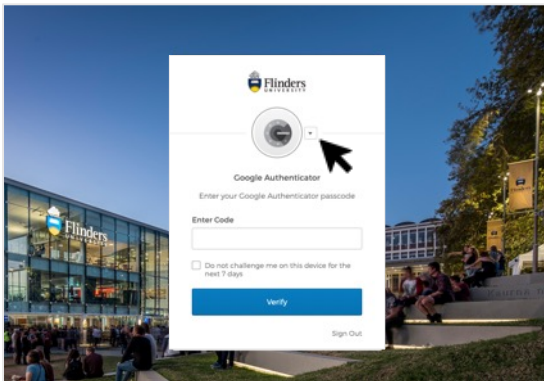 Flinders
UNIVERSITY
Google Authenticator
Enter your Google Authenticator passcode
Enter Code
Do not challenge me on this device for the
next 7 days
Verify
Sign Out
Flinders
UNIVERSITY